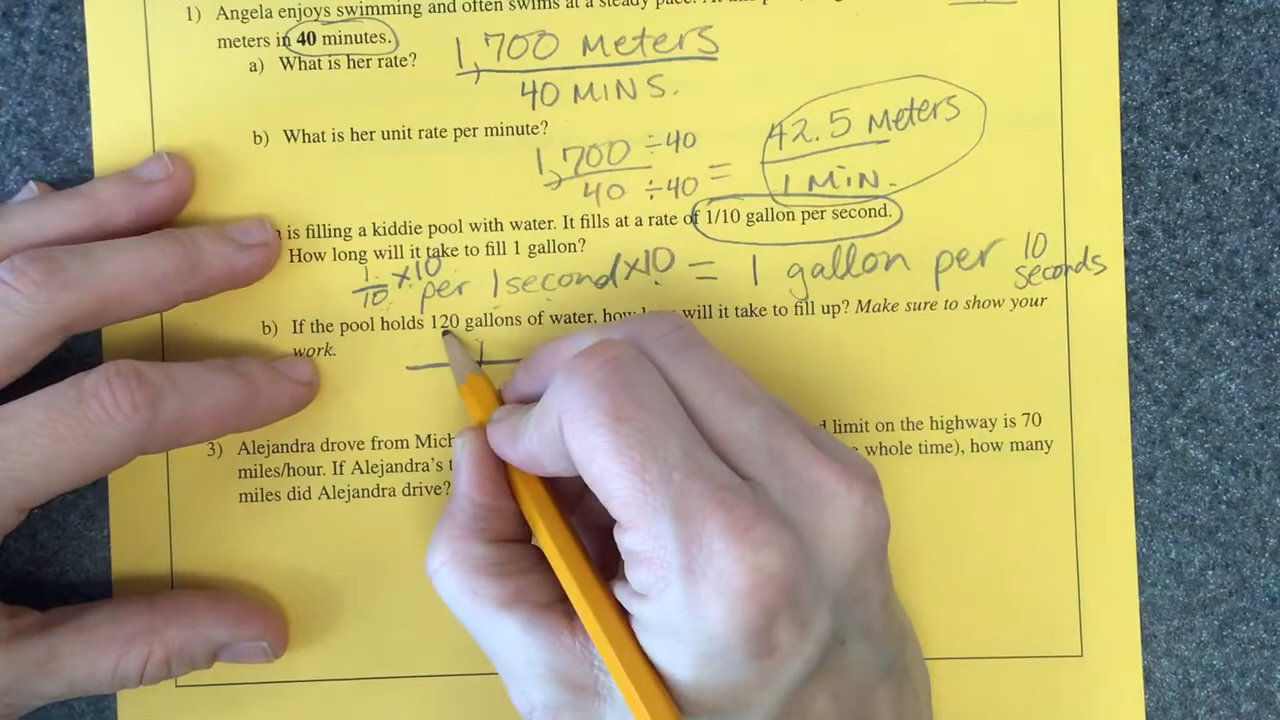 1) Angela enjoys swimming and often swims at a steady pace.
meters in 40 minutes.
a) What is her rate?
1,700 Meters
40 MINS.
b) What is her unit rate per minute?
1,700 ÷40
40 ÷40
=
42.5 Meters
1 MIN.
is filling a kiddie pool with water. It fills at a rate of 1/10 gallon per second.
How long will it take to fill 1 gallon?
1/10 ×10 per 1 second ×10 = 1 gallon per 10 seconds
b) If the pool holds 120 gallons of water, how will it take to fill up? Make sure to show your
work.
3) Alejandra drove from limit on the highway is 70
miles/hour. If Alejandra's whole time), how many
miles did Alejandra drive?